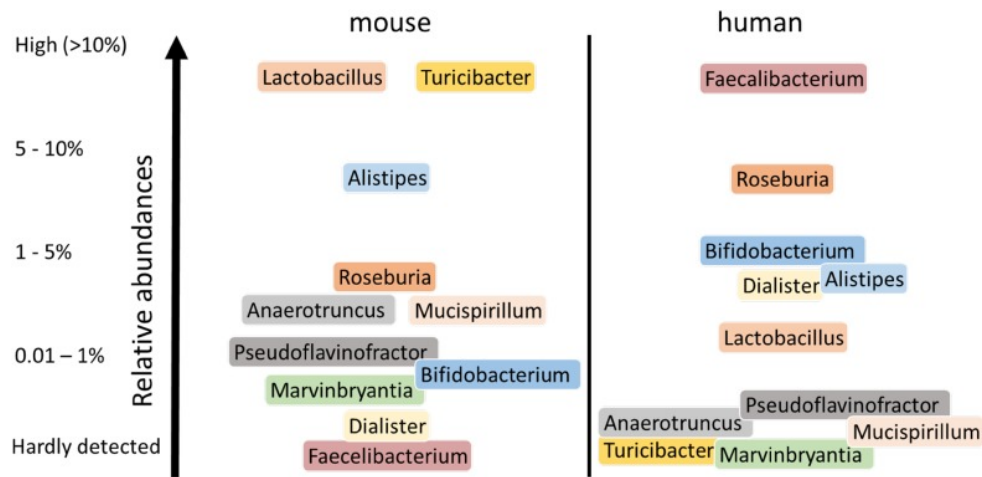 mouse
human
High (>10%)
5 - 10%
1 - 5%
0.01 – 1%
Hardly detected
Relative abundances
Lactobacillus
Turicibacter
Alistipes
Roseburia
Anaerotruncus
Mucispirillum
Pseudoflavinofractor
Bifidobacterium
Marvinbryantia
Dialister
Faecelibacterium
Faecalibacterium
Roseburia
Bifidobacterium
Dialister
Alistipes
Lactobacillus
Pseudoflavinofractor
Anaerotruncus
Mucispirillum
Turicibacter
Marvinbryantia